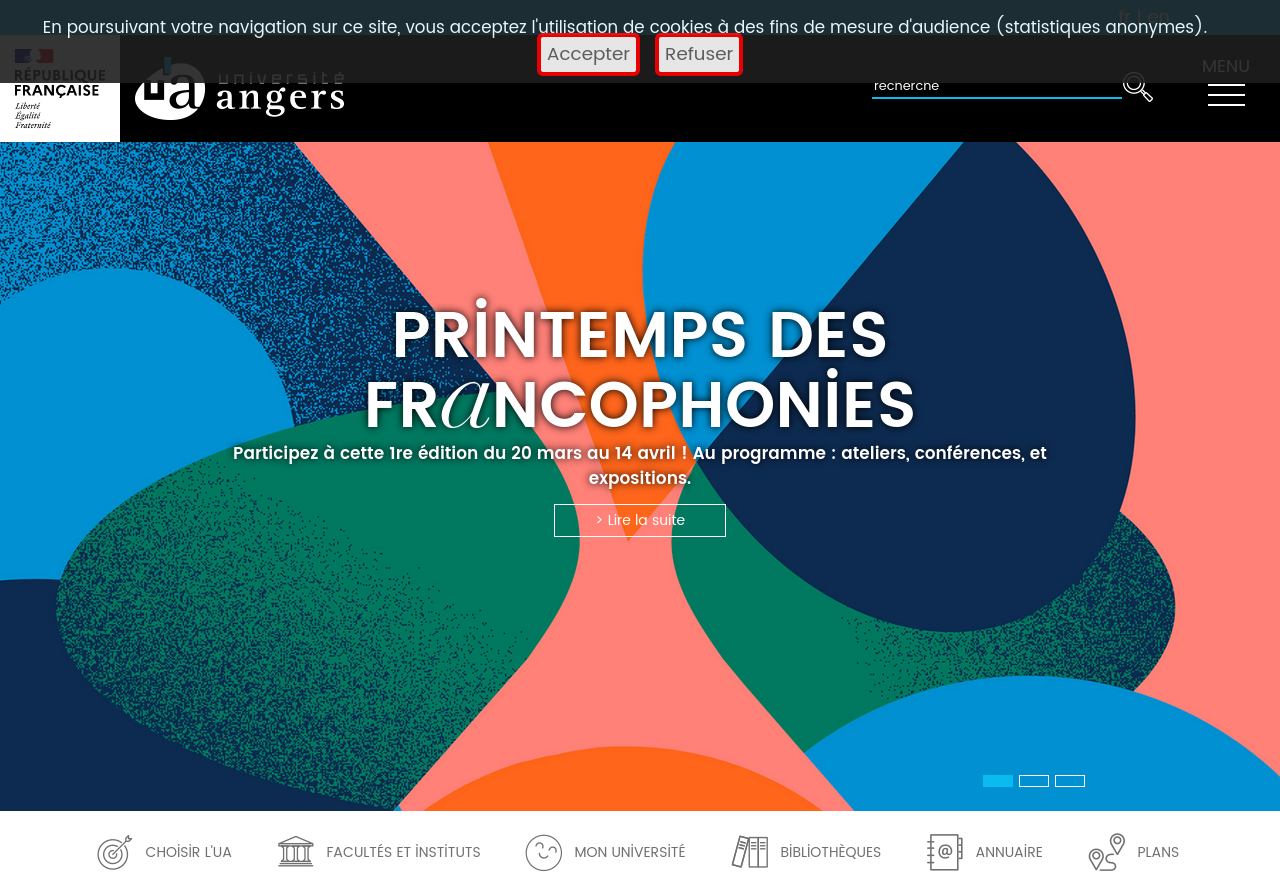 En poursuivant votre navigation sur ce site, vous acceptez l'utilisation de cookies à des fins de mesure d'audience (statistiques anonymes).
fr | en
Accepter Refuser
RÉPUBLIQUE
FRANÇAISE
Liberté
Égalité
Fraternité
ua université
angers
recherche
MENU
PRINTEMPS DES
FRaNCOPHONIES
Participez à cette 1re édition du 20 mars au 14 avril ! Au programme : ateliers, conférences, et
expositions.
> Lire la suite
CHOISIR L'UA FACULTÉS ET INSTITUTS MON UNIVERSITÉ BIBLIOTHÈQUES ANNUAIRE PLANS